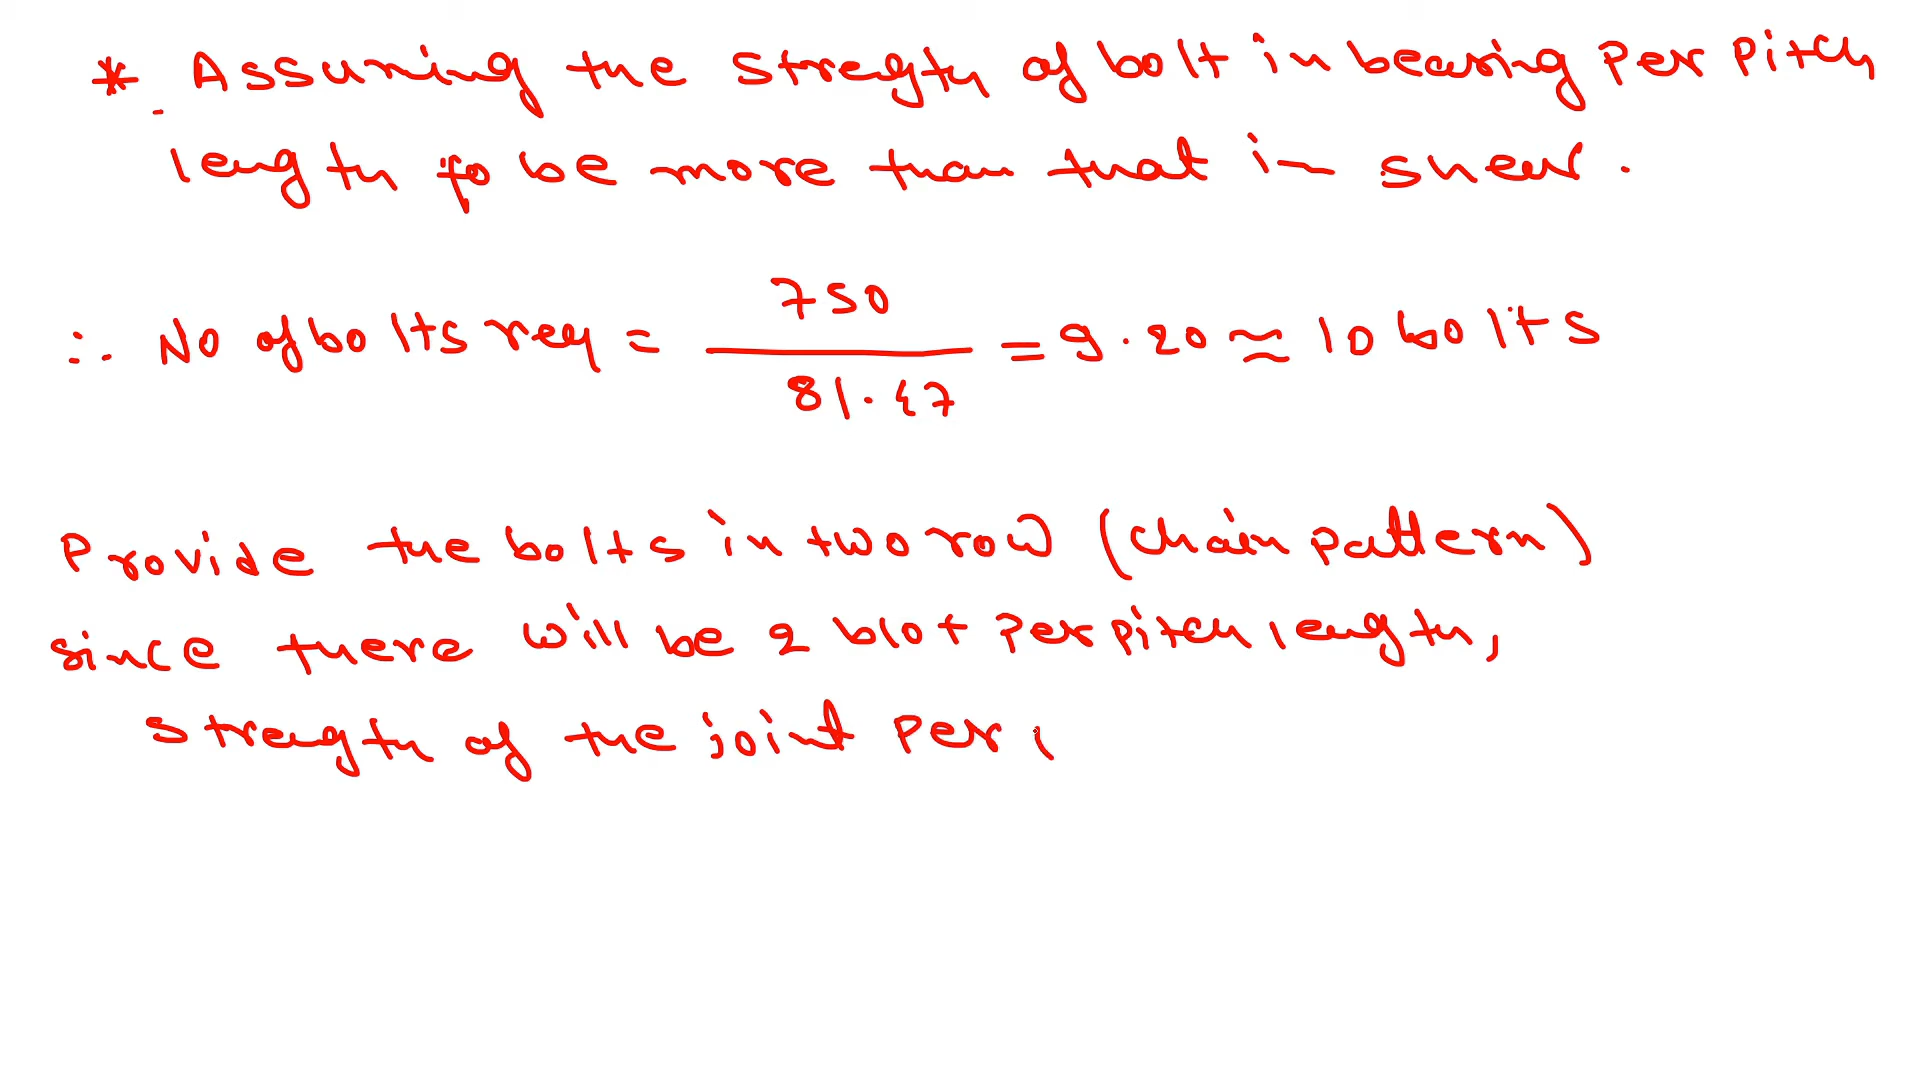 * Assuming the strength of bolt in bearing per pitch
length to be more than that in shear.
∴ No of bolts req = 750 / 81.47 = 9.20 ≈ 10 bolts
Provide the bolts in two row (chain pattern)
since there will be 2 blot per pitch length,
strength of the joint per